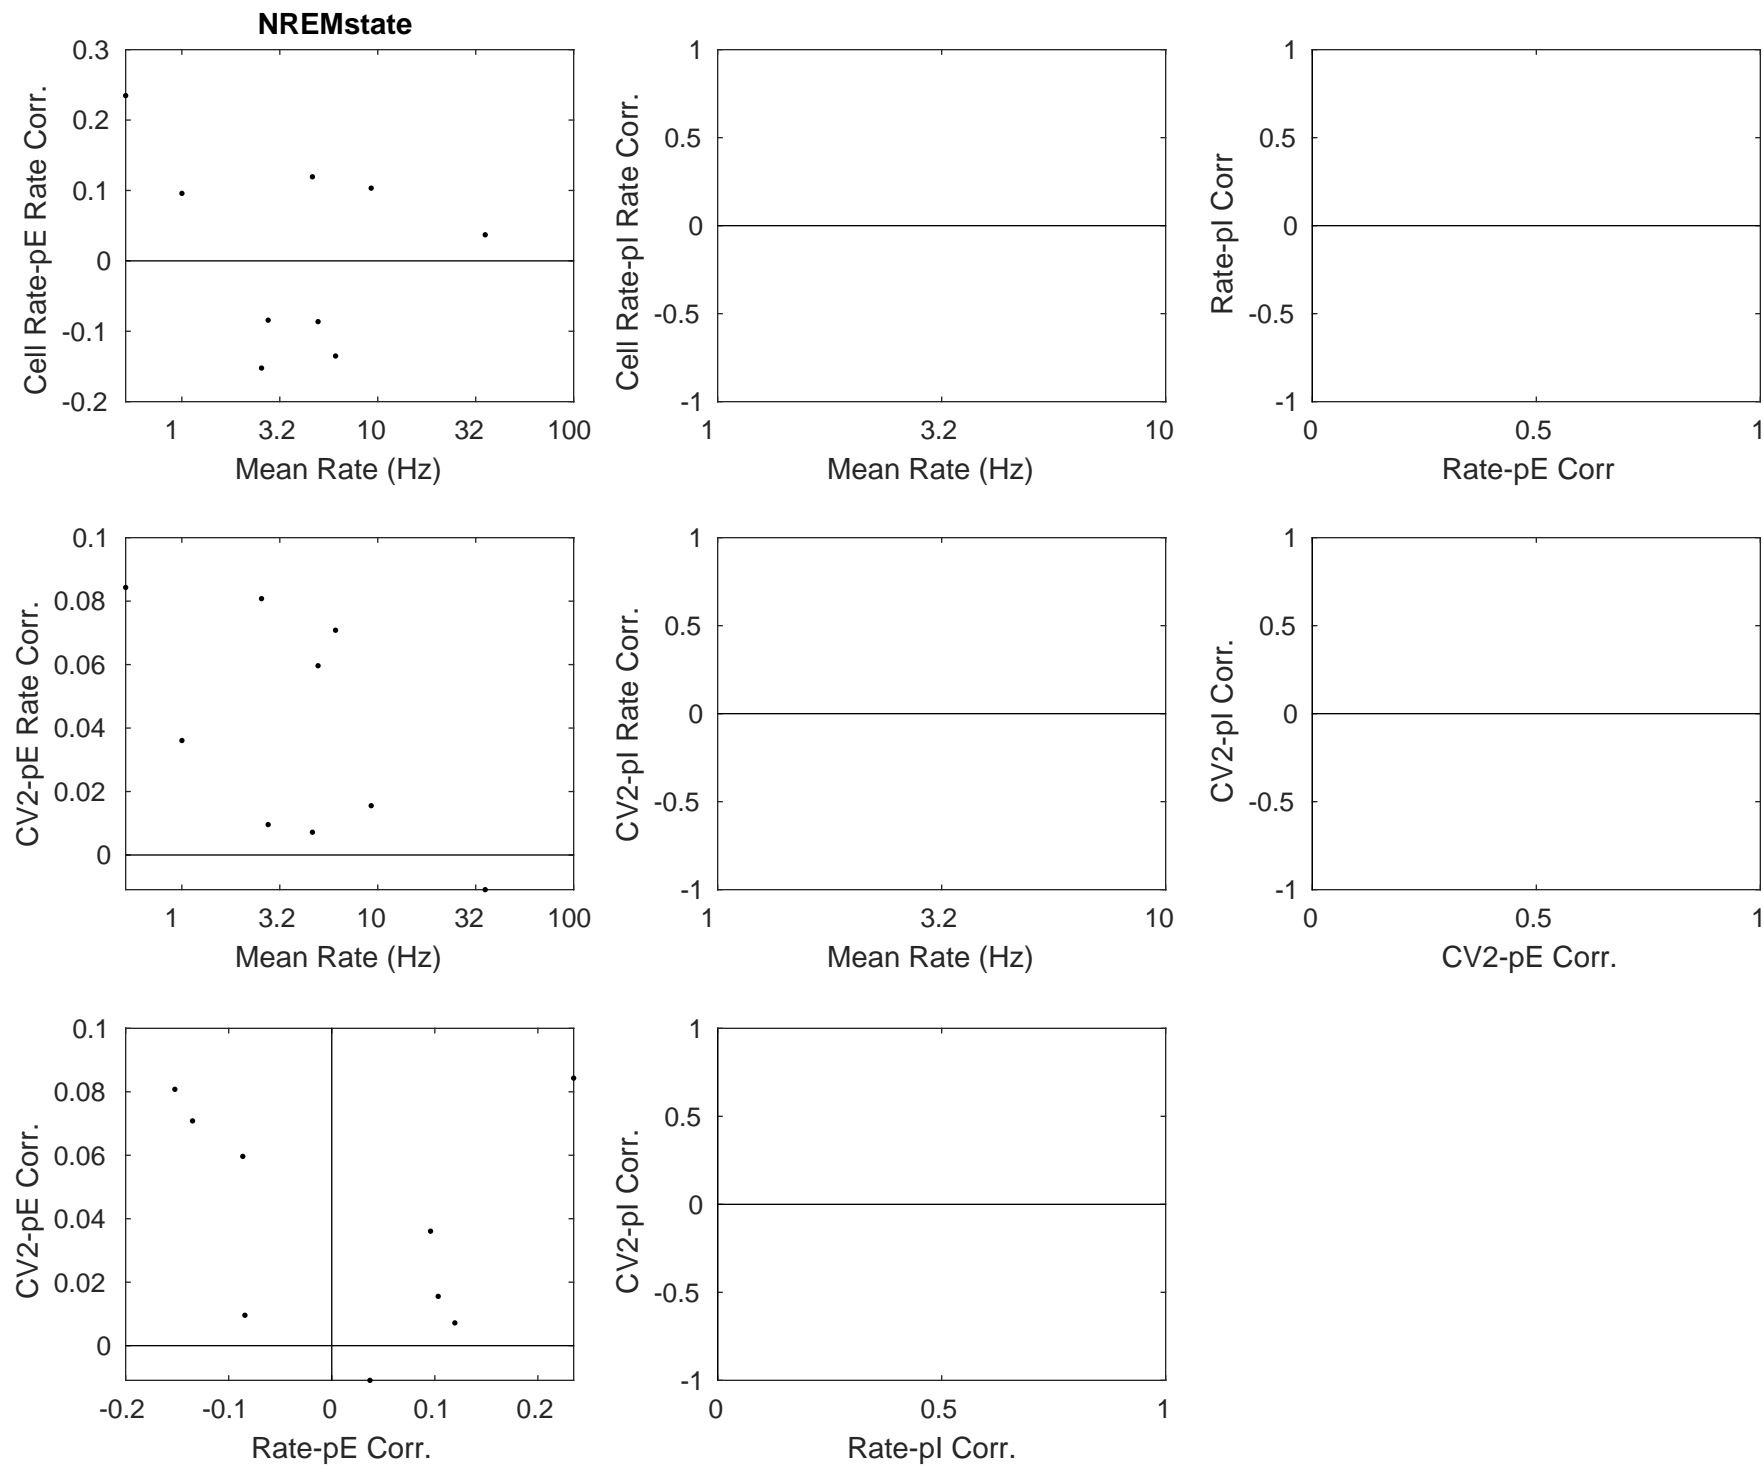 NREMstate
0.3
0.2
0.1
0
-0.1
-0.2
Cell Rate-pE Rate Corr.
1 3.2 10 32 100
Mean Rate (Hz)
1
0.5
0
-0.5
-1
Cell Rate-pI Rate Corr.
1 3.2 10
Mean Rate (Hz)
1
0.5
0
-0.5
-1
Rate-pI Corr
0 0.5 1
Rate-pE Corr
0.1
0.08
0.06
0.04
0.02
0
CV2-pE Rate Corr.
1 3.2 10 32 100
Mean Rate (Hz)
1
0.5
0
-0.5
-1
CV2-pI Rate Corr.
1 3.2 10
Mean Rate (Hz)
1
0.5
0
-0.5
-1
CV2-pI Corr.
0 0.5 1
CV2-pE Corr.
0.1
0.08
0.06
0.04
0.02
0
CV2-pE Corr.
-0.2 -0.1 0 0.1 0.2
Rate-pE Corr.
1
0.5
0
-0.5
-1
CV2-pI Corr.
0 0.5 1
Rate-pI Corr.